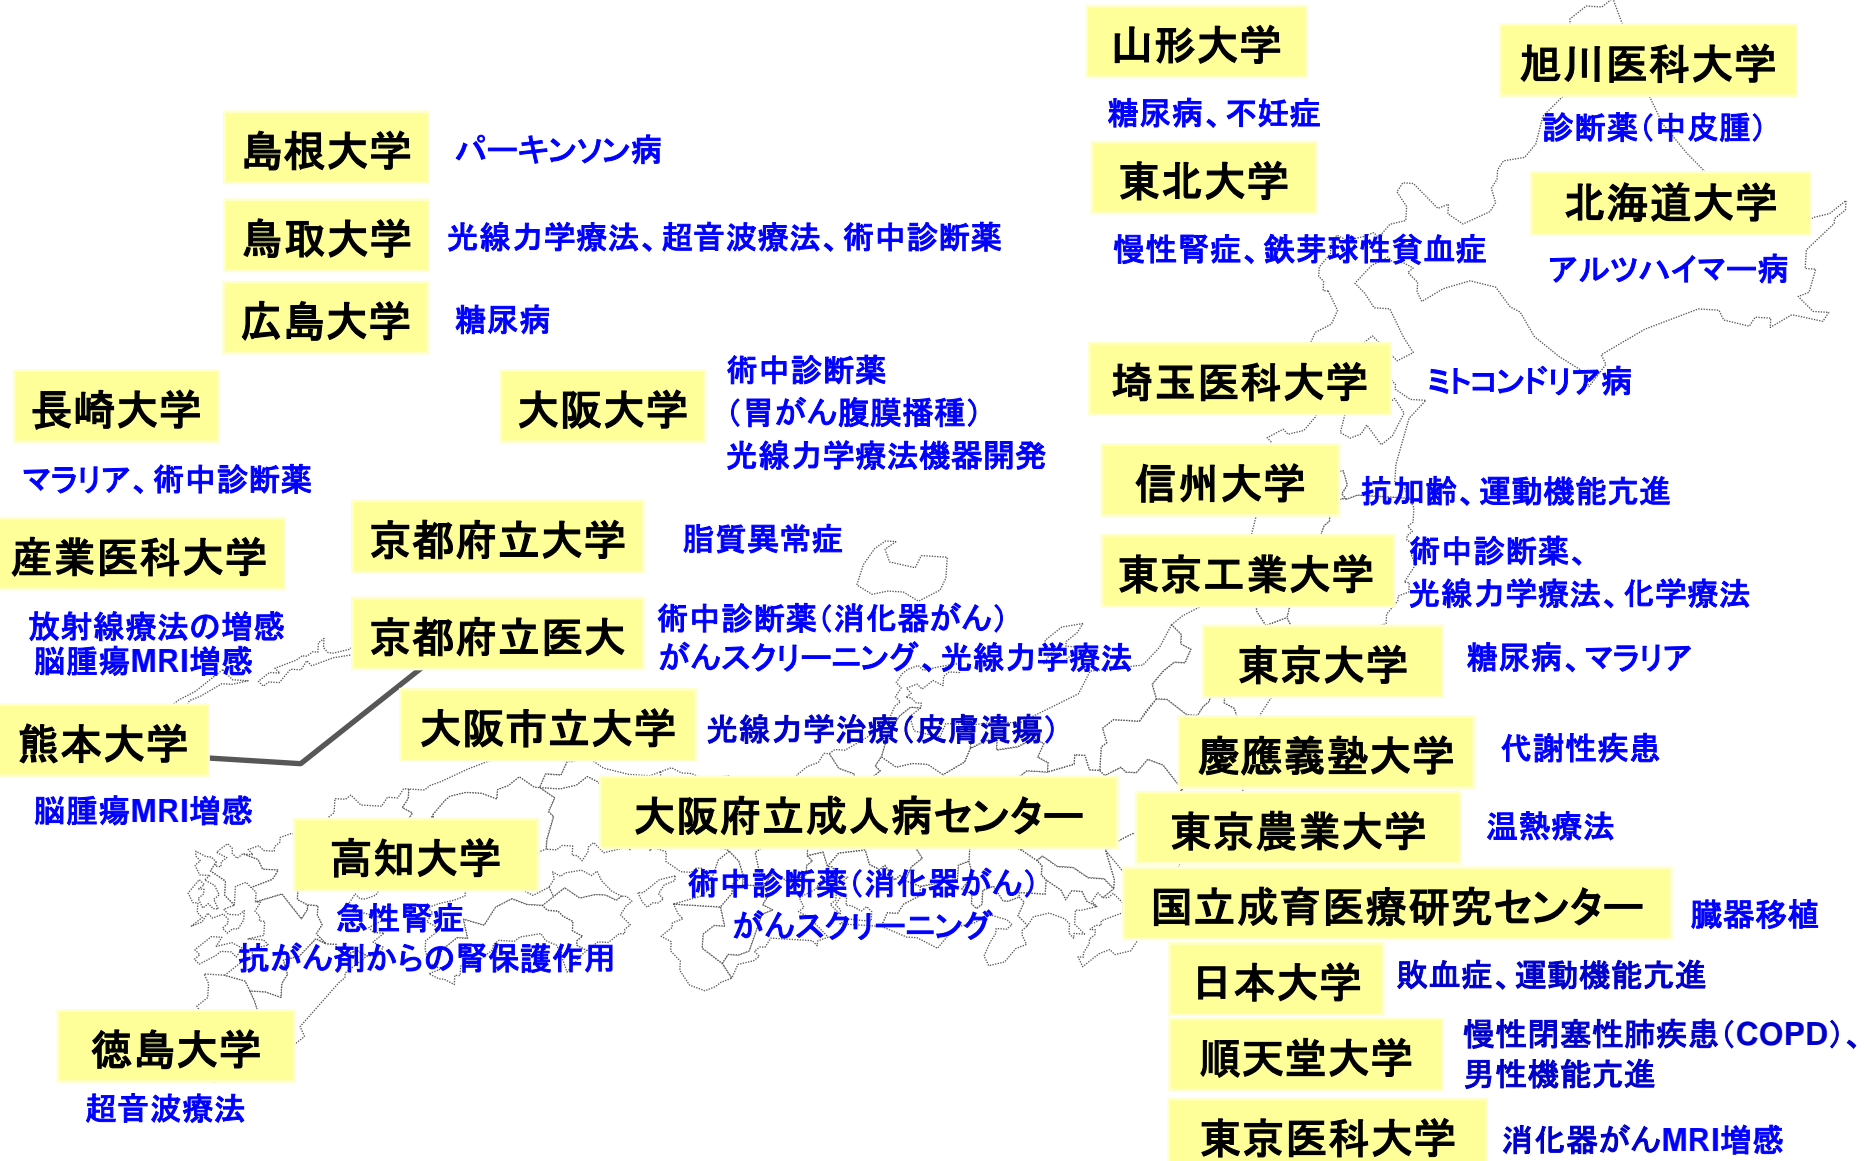 山形大学
糖尿病、不妊症
旭川医科大学
診断薬（中皮腫）
島根大学
パーキンソン病
東北大学
慢性腎症、鉄芽球性貧血症
北海道大学
アルツハイマー病
鳥取大学
光線力学療法、超音波療法、術中診断薬
広島大学
糖尿病
長崎大学
マラリア、術中診断薬
大阪大学
術中診断薬
（胃がん腹膜播種）
光線力学療法機器開発
埼玉医科大学
ミトコンドリア病
信州大学
抗加齢、運動機能亢進
産業医科大学
放射線療法の増感
脳腫瘍MRI増感
京都府立大学
脂質異常症
東京工業大学
術中診断薬、
光線力学療法、化学療法
京都府立医大
術中診断薬（消化器がん）
がんスクリーニング、光線力学療法
東京大学
糖尿病、マラリア
熊本大学
脳腫瘍MRI増感
大阪市立大学
光線力学治療（皮膚潰瘍）
慶應義塾大学
代謝性疾患
大阪府立成人病センター
術中診断薬（消化器がん）
がんスクリーニング
東京農業大学
温熱療法
高知大学
急性腎症
抗がん剤からの腎保護作用
国立成育医療研究センター
臓器移植
日本大学
敗血症、運動機能亢進
徳島大学
超音波療法
順天堂大学
慢性閉塞性肺疾患（COPD）、
男性機能亢進
東京医科大学
消化器がんMRI増感